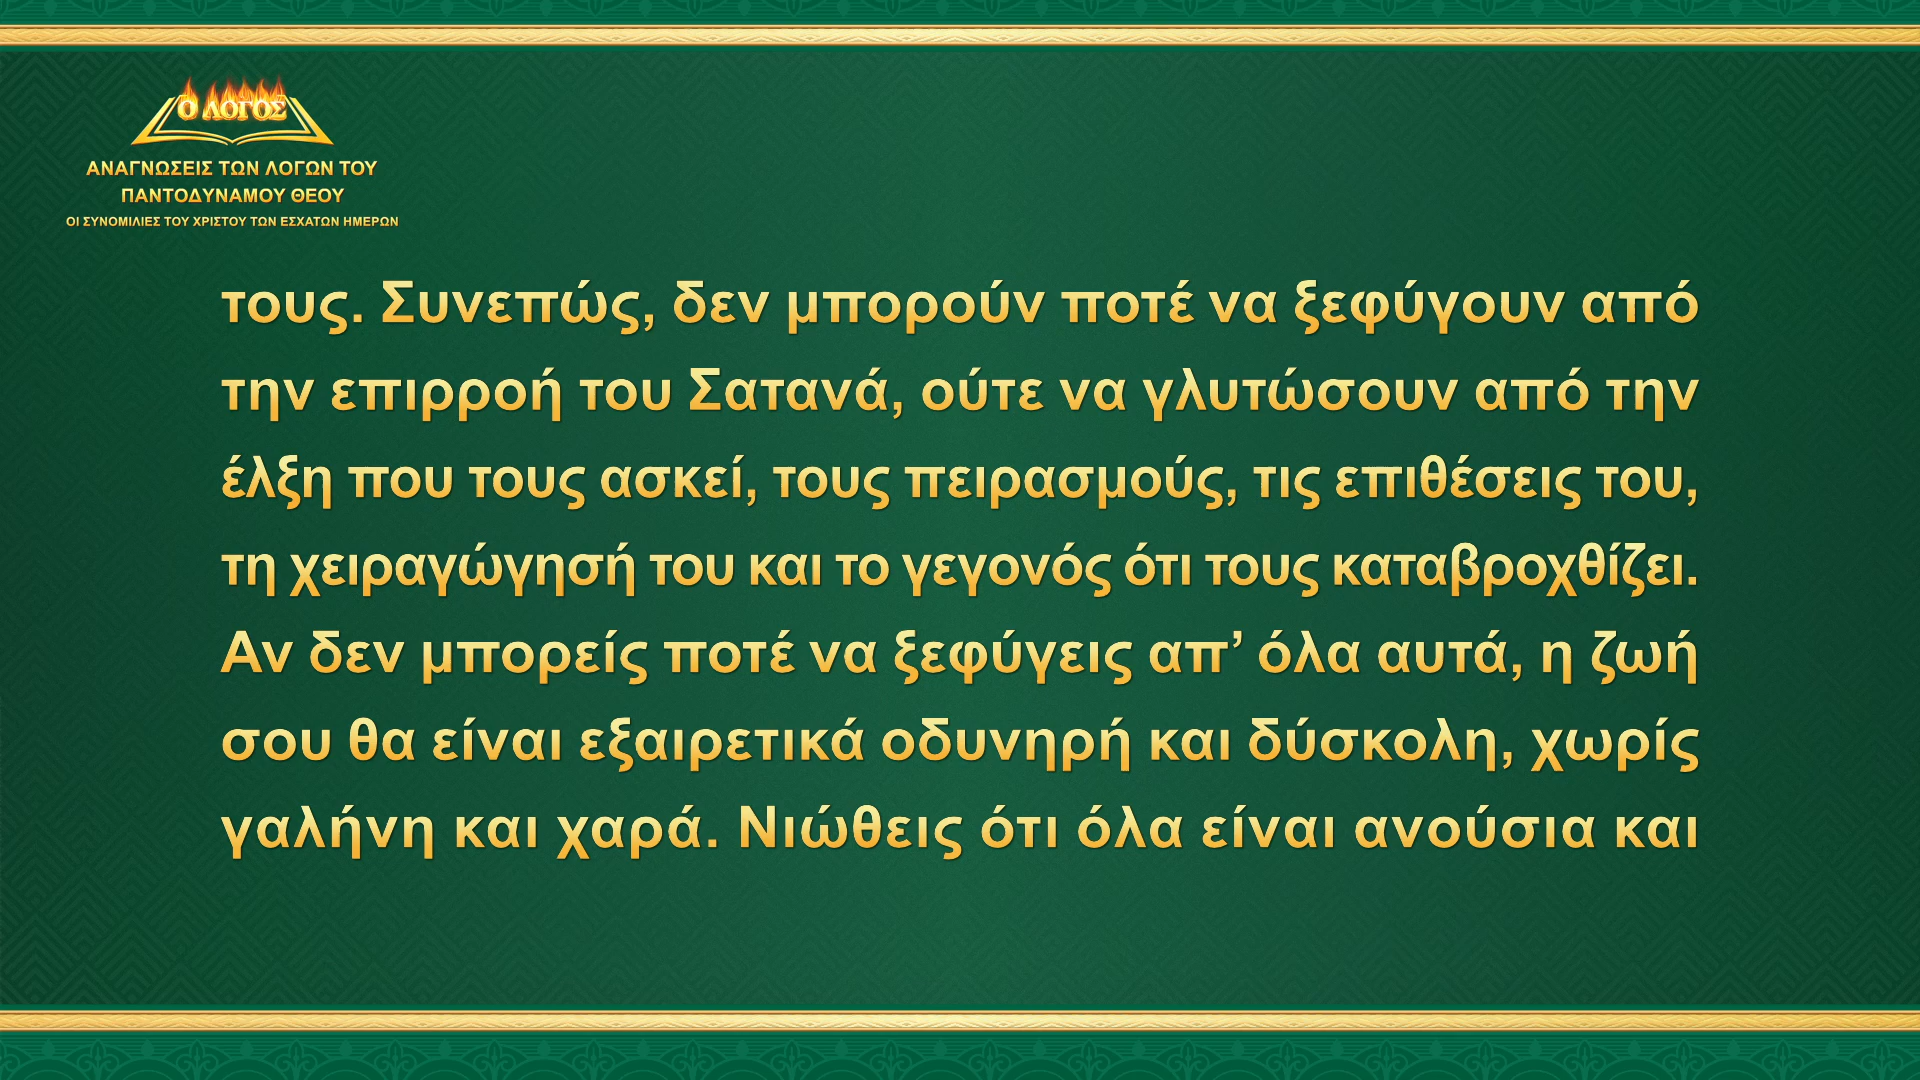 Ο ΛΟΓΟΣ
ΑΝΑΓΝΩΣΕΙΣ ΤΩΝ ΛΟΓΩΝ ΤΟΥ
ΠΑΝΤΟΔΥΝΑΜΟΥ ΘΕΟΥ
ΟΙ ΣΥΝΟΜΙΛΙΕΣ ΤΟΥ ΧΡΙΣΤΟΥ ΤΩΝ ΕΣΧΑΤΩΝ ΗΜΕΡΩΝ
τους. Συνεπώς, δεν μπορούν ποτέ να ξεφύγουν από
την επιρροή του Σατανά, ούτε να γλυτώσουν από την
έλξη που τους ασκεί, τους πειρασμούς, τις επιθέσεις του,
τη χειραγώγησή του και το γεγονός ότι τους καταβροχθίζει.
Αν δεν μπορείς ποτέ να ξεφύγεις απ’ όλα αυτά, η ζωή
σου θα είναι εξαιρετικά οδυνηρή και δύσκολη, χωρίς
γαλήνη και χαρά. Νιώθεις ότι όλα είναι ανούσια και